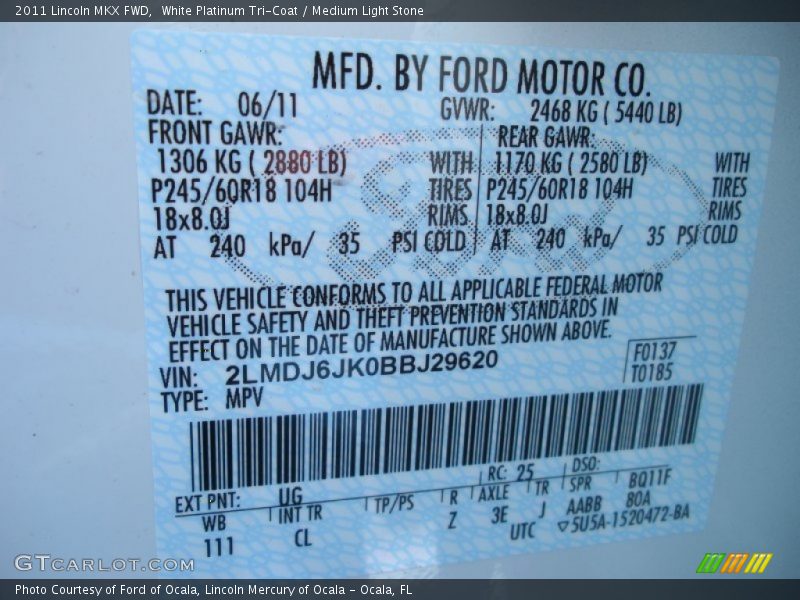 2011 Lincoln MKX FWD,  White Platinum Tri-Coat / Medium Light Stone
MFD. BY FORD MOTOR CO.
DATE: 06/11 GVWR: 2468 KG ( 5440 LB)
FRONT GAWR: REAR GAWR:
1306 KG ( 2880 LB) WITH 1170 KG ( 2580 LB) WITH
P245/60R18 104H TIRES P245/60R18 104H TIRES
18x8.0J RIMS 18x8.0J RIMS
AT 240 kPa/ 35 PSI COLD AT 240 kPa/ 35 PSI COLD
THIS VEHICLE CONFORMS TO ALL APPLICABLE FEDERAL MOTOR
VEHICLE SAFETY AND THEFT PREVENTION STANDARDS IN
EFFECT ON THE DATE OF MANUFACTURE SHOWN ABOVE.
VIN: 2LMDJ6JK0BBJ29620 F0137
TYPE: MPV T0185
EXT PNT: UG RC: 25 DSO:
WB INT TR TP/PS R AXLE TR SPR BQ11F
111 CL Z 3E J AABB 80A
UTC ▽5U5A-1520472-BA
GTCARLOT.COM
Photo Courtesy of Ford of Ocala, Lincoln Mercury of Ocala - Ocala, FL